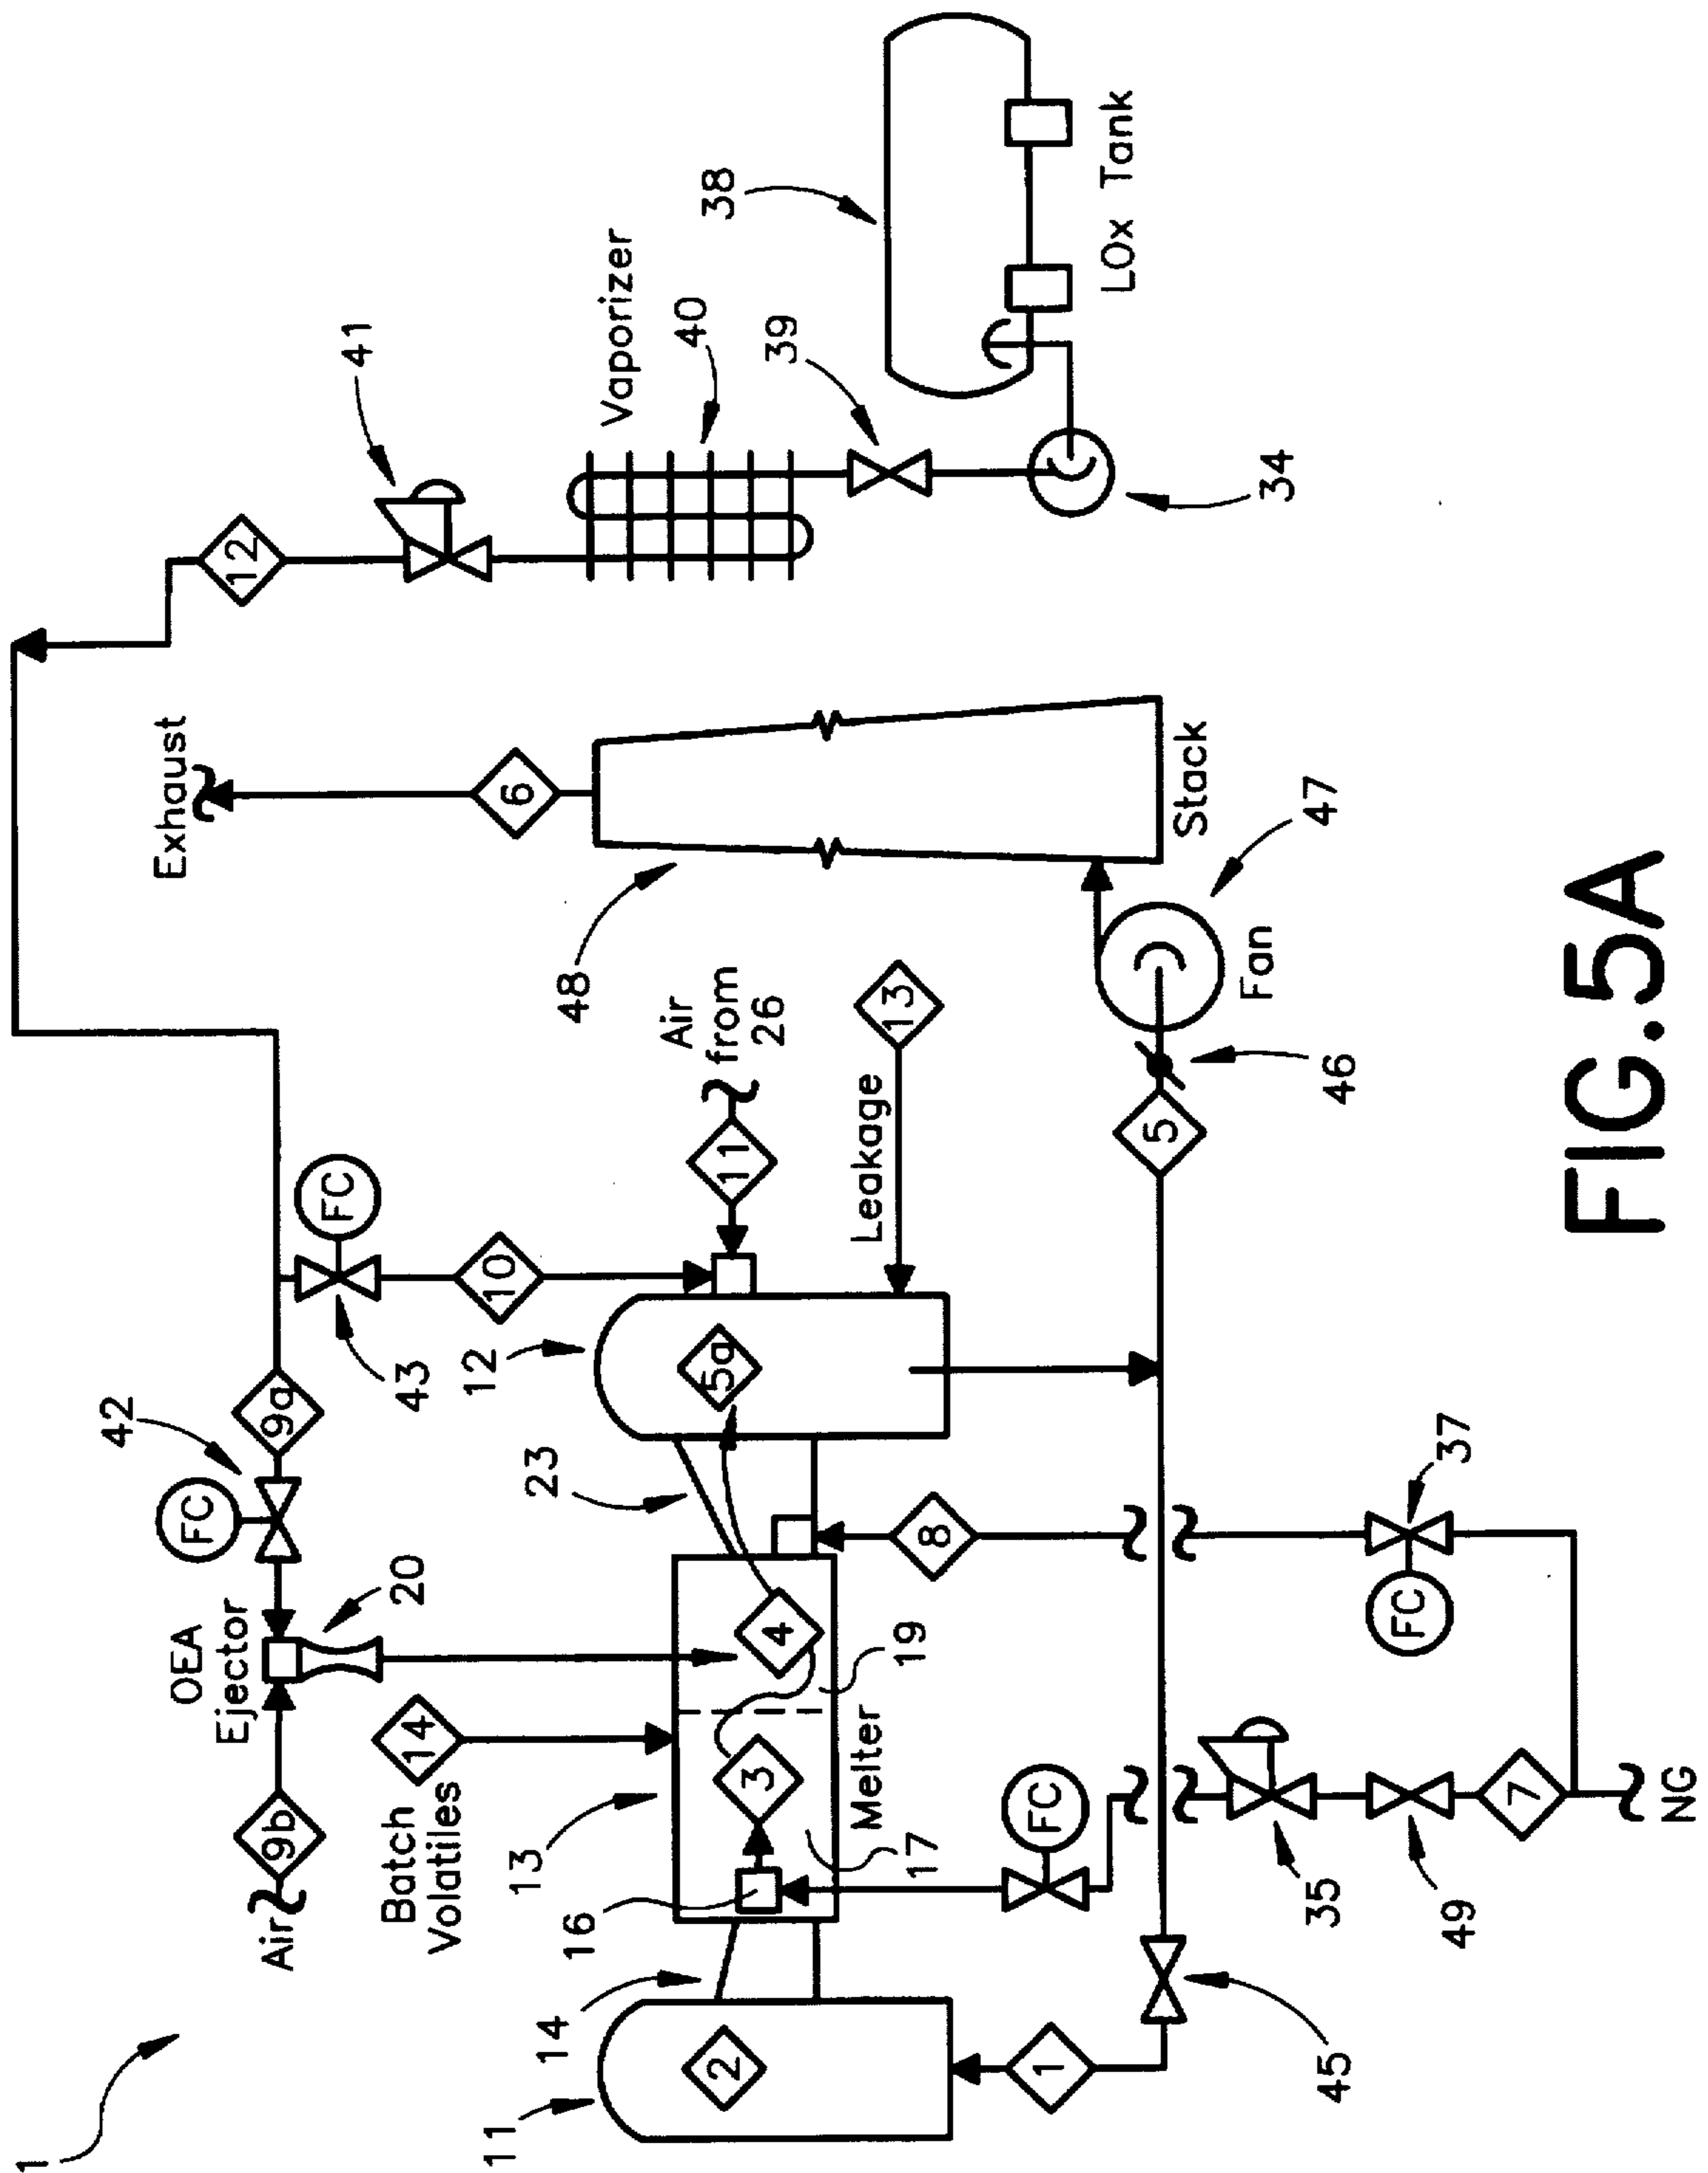 1
Air
9b
OEA
Ejector
20
FC
42
9a
FC
43
10
12
41
Exhaust
6
Batch
Volatiles
14
13
11
14
16
2
3
4
17
19
Melter
23
12
5a
11
Air
from
26
Leakage
13
48
Stack
Vaporizer
40
39
38
LOx Tank
34
1
45
FC
8
5
46
Fan
47
35
49
7
NG
FC
37
FIG.5A